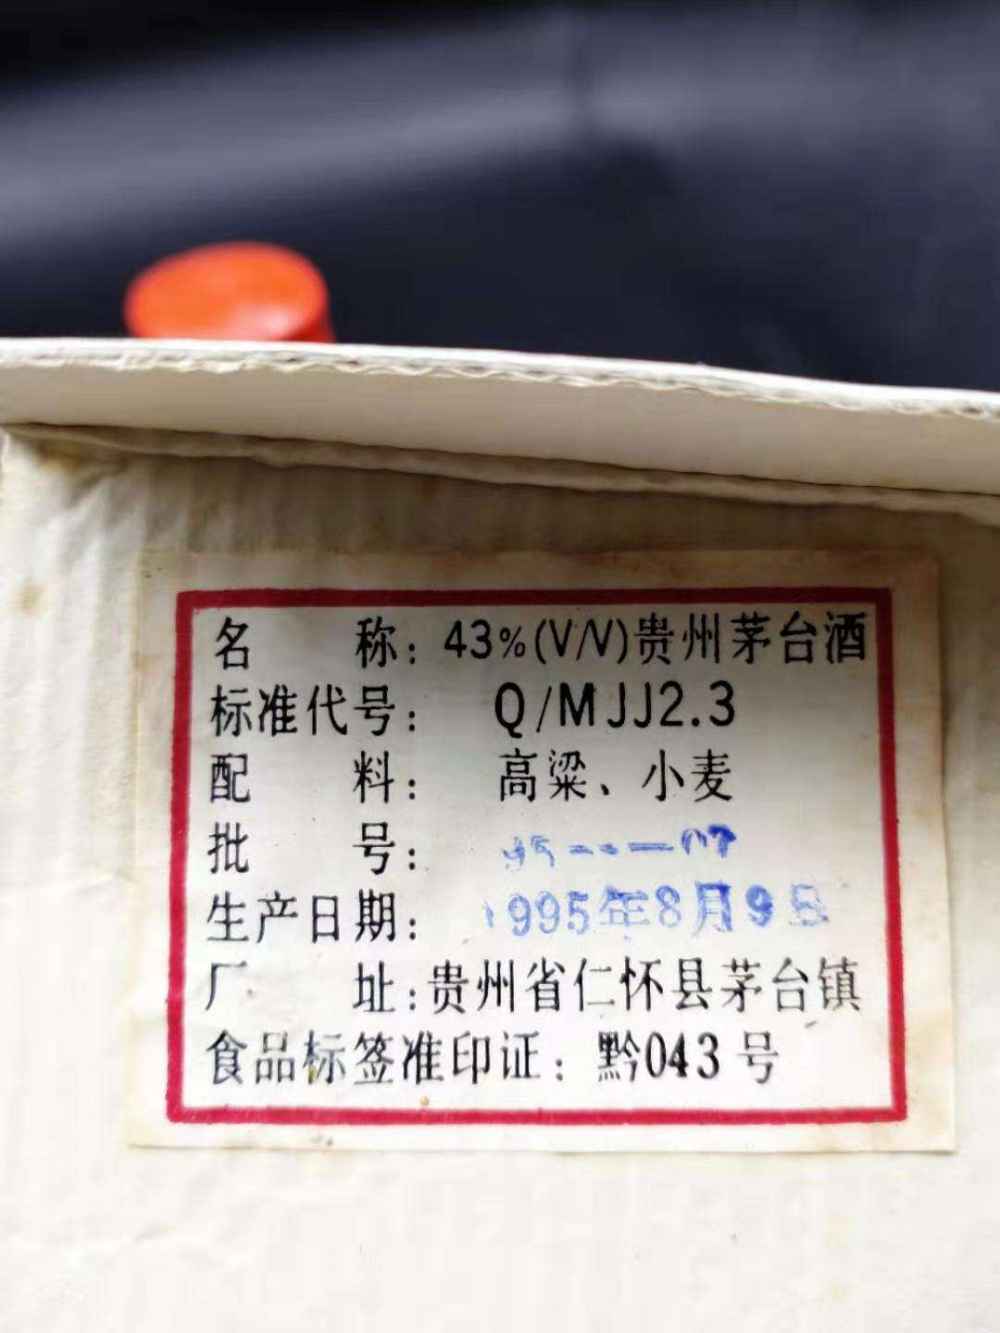 名 称：43%(V/V)贵州茅台酒
标准代号： Q/MJJ2.3
配 料： 高粱、小麦
批 号：
生产日期： 1995年8月9日
厂 址：贵州省仁怀县茅台镇
食品标签准印证：黔043号